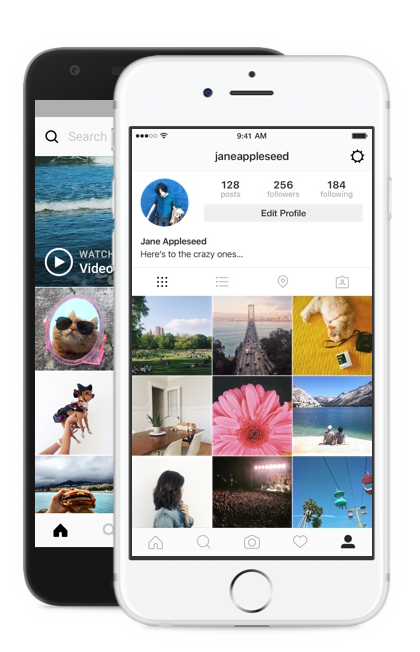 Search
WATCH
Video
9:41 AM
janeappleseed
128
posts
256
followers
184
following
Edit Profile
Jane Appleseed
Here's to the crazy ones...